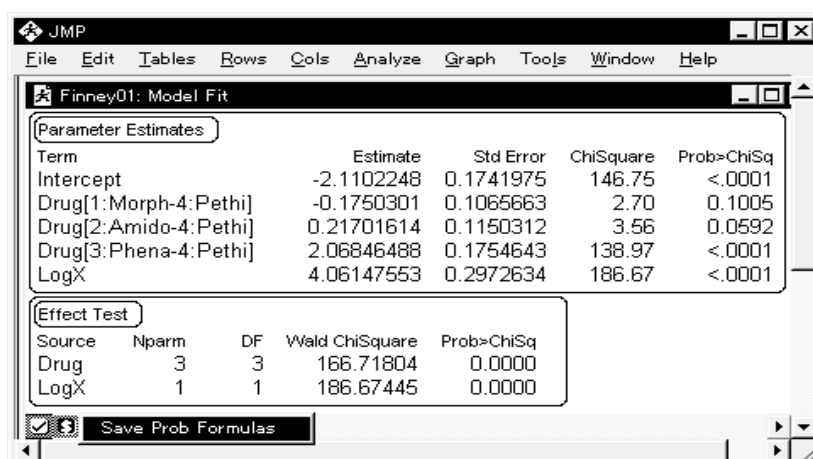 JMP
File Edit Tables Rows Cols Analyze Graph Tools Window Help
Finney01: Model Fit
Parameter Estimates
Term Estimate Std Error ChiSquare Prob>ChiSq
Intercept -2.1102248 0.1741975 146.75 <.0001
Drug[1:Morph-4:Pethi] -0.1750301 0.1065663 2.70 0.1005
Drug[2:Amido-4:Pethi] 0.21701614 0.1150312 3.56 0.0592
Drug[3:Phena-4:Pethi] 2.06846488 0.1754643 138.97 <.0001
LogX 4.06147553 0.2972634 186.67 <.0001
Effect Test
Source Nparm DF Wald ChiSquare Prob>ChiSq
Drug 3 3 166.71804 0.0000
LogX 1 1 186.67445 0.0000
Save Prob Formulas